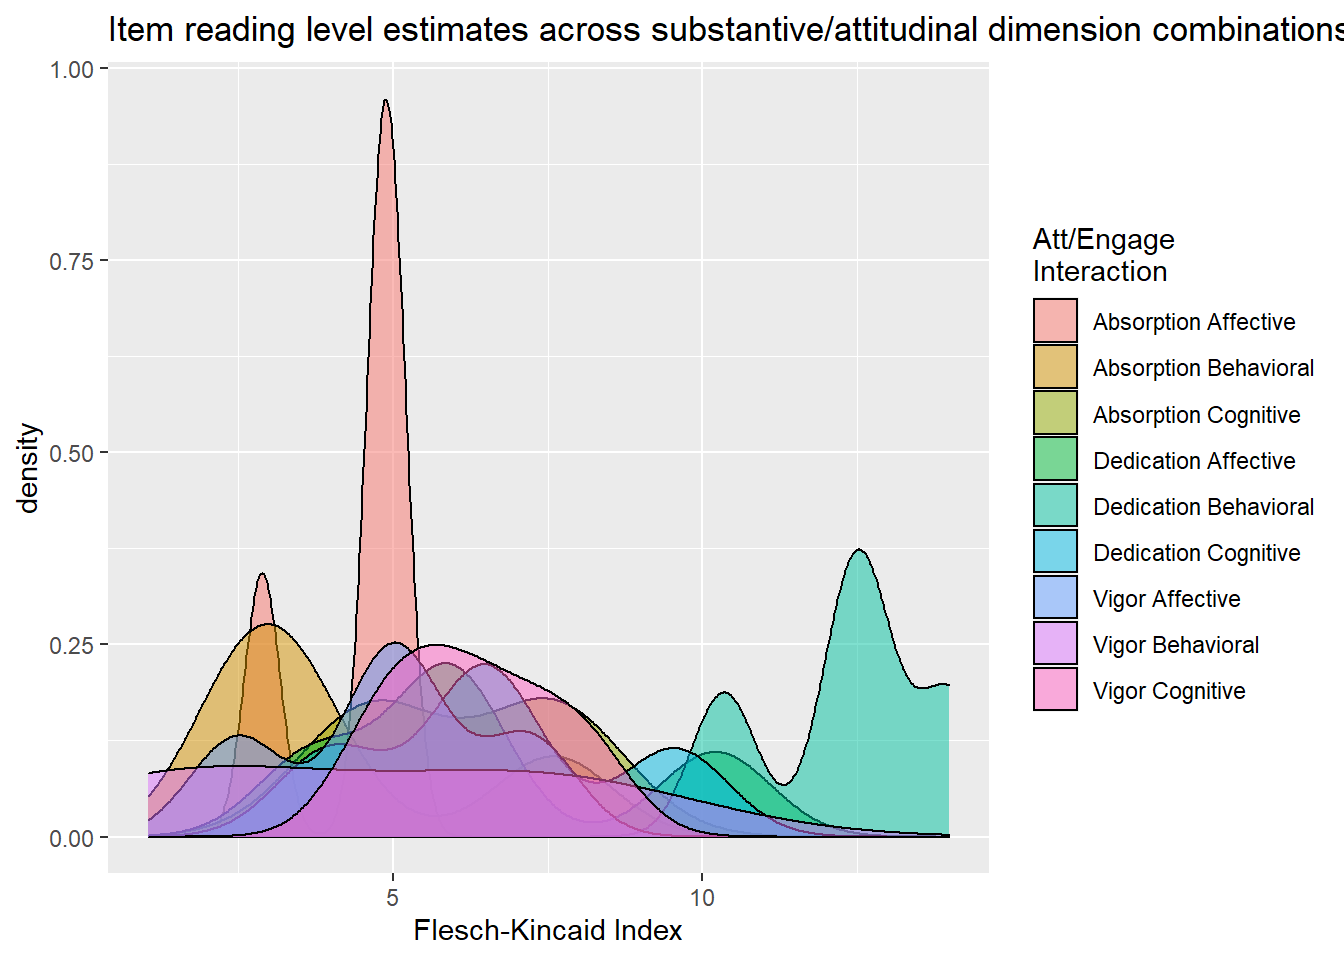 Item reading level estimates across substantive/attitudinal dimension combinations
1.00
0.75
0.50
0.25
0.00
density
5
10
Flesch-Kincaid Index
Att/Engage
Interaction
Absorption Affective
Absorption Behavioral
Absorption Cognitive
Dedication Affective
Dedication Behavioral
Dedication Cognitive
Vigor Affective
Vigor Behavioral
Vigor Cognitive